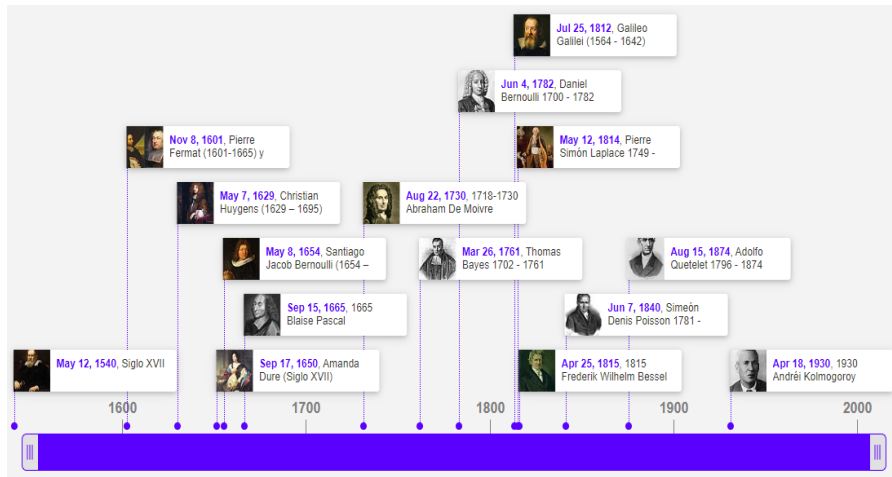 Jul 25, 1812, Galileo
Galilei (1564 - 1642)
Jun 4, 1782, Daniel
Bernoulli 1700 - 1782
Nov 8, 1601, Pierre
Fermat (1601-1665) y
May 12, 1814, Pierre
Simón Laplace 1749 -
May 7, 1629, Christian
Huygens (1629 – 1695)
Aug 22, 1730, 1718-1730
Abraham De Moivre
May 8, 1654, Santiago
Jacob Bernoulli (1654 –
Mar 26, 1761, Thomas
Bayes 1702 - 1761
Aug 15, 1874, Adolfo
Quetelet 1796 - 1874
Sep 15, 1665, 1665
Blaise Pascal
Jun 7, 1840, Simeón
Denis Poisson 1781 -
May 12, 1540, Siglo XVII
Sep 17, 1650, Amanda
Dure (Siglo XVII)
Apr 25, 1815, 1815
Frederik Wilhelm Bessel
Apr 18, 1930, 1930
Andréi Kolmogoroy
1600
1700
1800
1900
2000